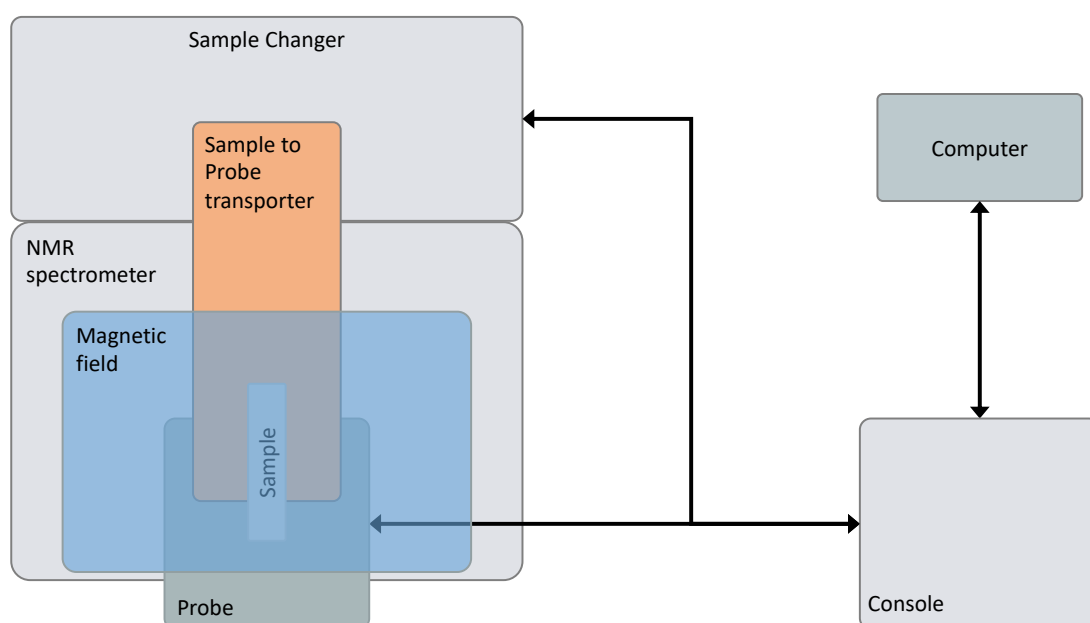 Sample Changer
Sample to
Probe
transporter
Computer
NMR
spectrometer
Magnetic
field
Sample
Probe
Console